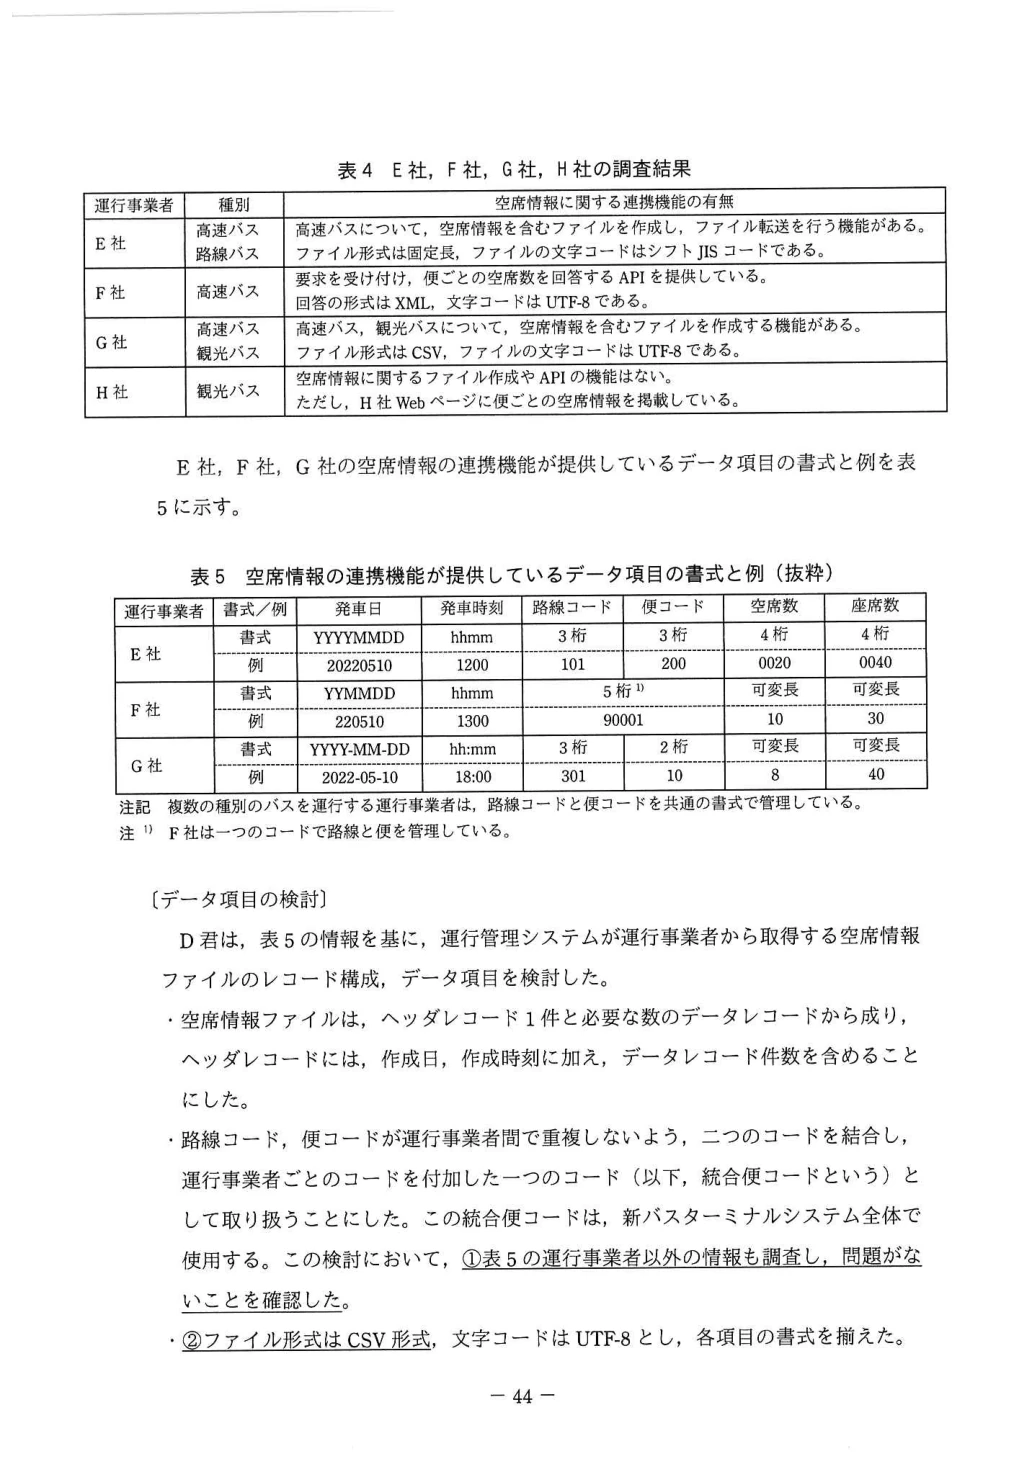 表4 E社，F社，G社，H社の調査結果
運行事業者 種別 空席情報に関する連携機能の有無
E社 高速バス 路線バス 高速バスについて，空席情報を含むファイルを作成し，ファイル転送を行う機能がある。
ファイル形式は固定長，ファイルの文字コードはシフトJISコードである。
F社 高速バス 要求を受け付け，便ごとの空席数を回答するAPIを提供している。
回答の形式はXML，文字コードはUTF-8である。
G社 高速バス 観光バス 高速バス，観光バスについて，空席情報を含むファイルを作成する機能がある。
ファイル形式はCSV，ファイルの文字コードはUTF-8である。
H社 観光バス 空席情報に関するファイル作成やAPIの機能はない。
ただし，H社Webページに便ごとの空席情報を掲載している。
E社，F社，G社の空席情報の連携機能が提供しているデータ項目の書式と例を表
5に示す。
表5 空席情報の連携機能が提供しているデータ項目の書式と例（抜粋）
運行事業者 書式／例 発車日 発車時刻 路線コード 便コード 空席数 座席数
E社 書式 YYYYMMDD hhmm 3桁 3桁 4桁 4桁
例 20220510 1200 101 200 0020 0040
F社 書式 YYMMDD hhmm 5桁1) 可変長 可変長
例 220510 1300 90001 10 30
G社 書式 YYYY-MM-DD hh:mm 3桁 2桁 可変長 可変長
例 2022-05-10 18:00 301 10 8 40
注記 複数の種別のバスを運行する運行事業者は，路線コードと便コードを共通の書式で管理している。
注1) F社は一つのコードで路線と便を管理している。
〔データ項目の検討〕
D君は，表5の情報を基に，運行管理システムが運行事業者から取得する空席情報
ファイルのレコード構成，データ項目を検討した。
・空席情報ファイルは，ヘッダレコード1件と必要な数のデータレコードから成り，
ヘッダレコードには，作成日，作成時刻に加え，データレコード件数を含めること
にした。
・路線コード，便コードが運行事業者間で重複しないよう，二つのコードを結合し，
運行事業者ごとのコードを付加した一つのコード（以下，統合便コードという）と
して取り扱うことにした。この統合便コードは，新バスターミナルシステム全体で
使用する。この検討において，①表5の運行事業者以外の情報も調査し，問題がな
いことを確認した。
・②ファイル形式はCSV形式，文字コードはUTF-8とし，各項目の書式を揃えた。
－ 44 －